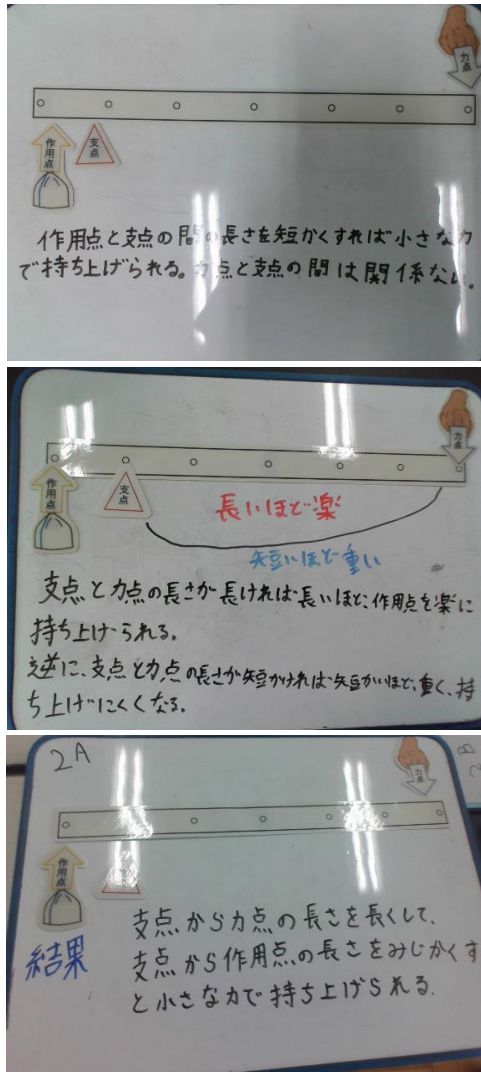 力点
作用点
支点
作用点と支点の間の長さを短かくすれば小さな力
で持ち上げられる。力点と支点の間は関係ない。
力点
作用点
支点
長いほど楽
短いほど重い
支点と力点の長さが長ければ長いほど、作用点を楽に
持ち上げられる。
逆に、支点と力点の長さが短かければ短かいほど、重く、持
ち上げにくくなる。
2A
2B
力点
作用点
支点
結果
支点から力点の長さを長くして、
支点から作用点の長さをみじかくす
と小さな力で持ち上げられる.